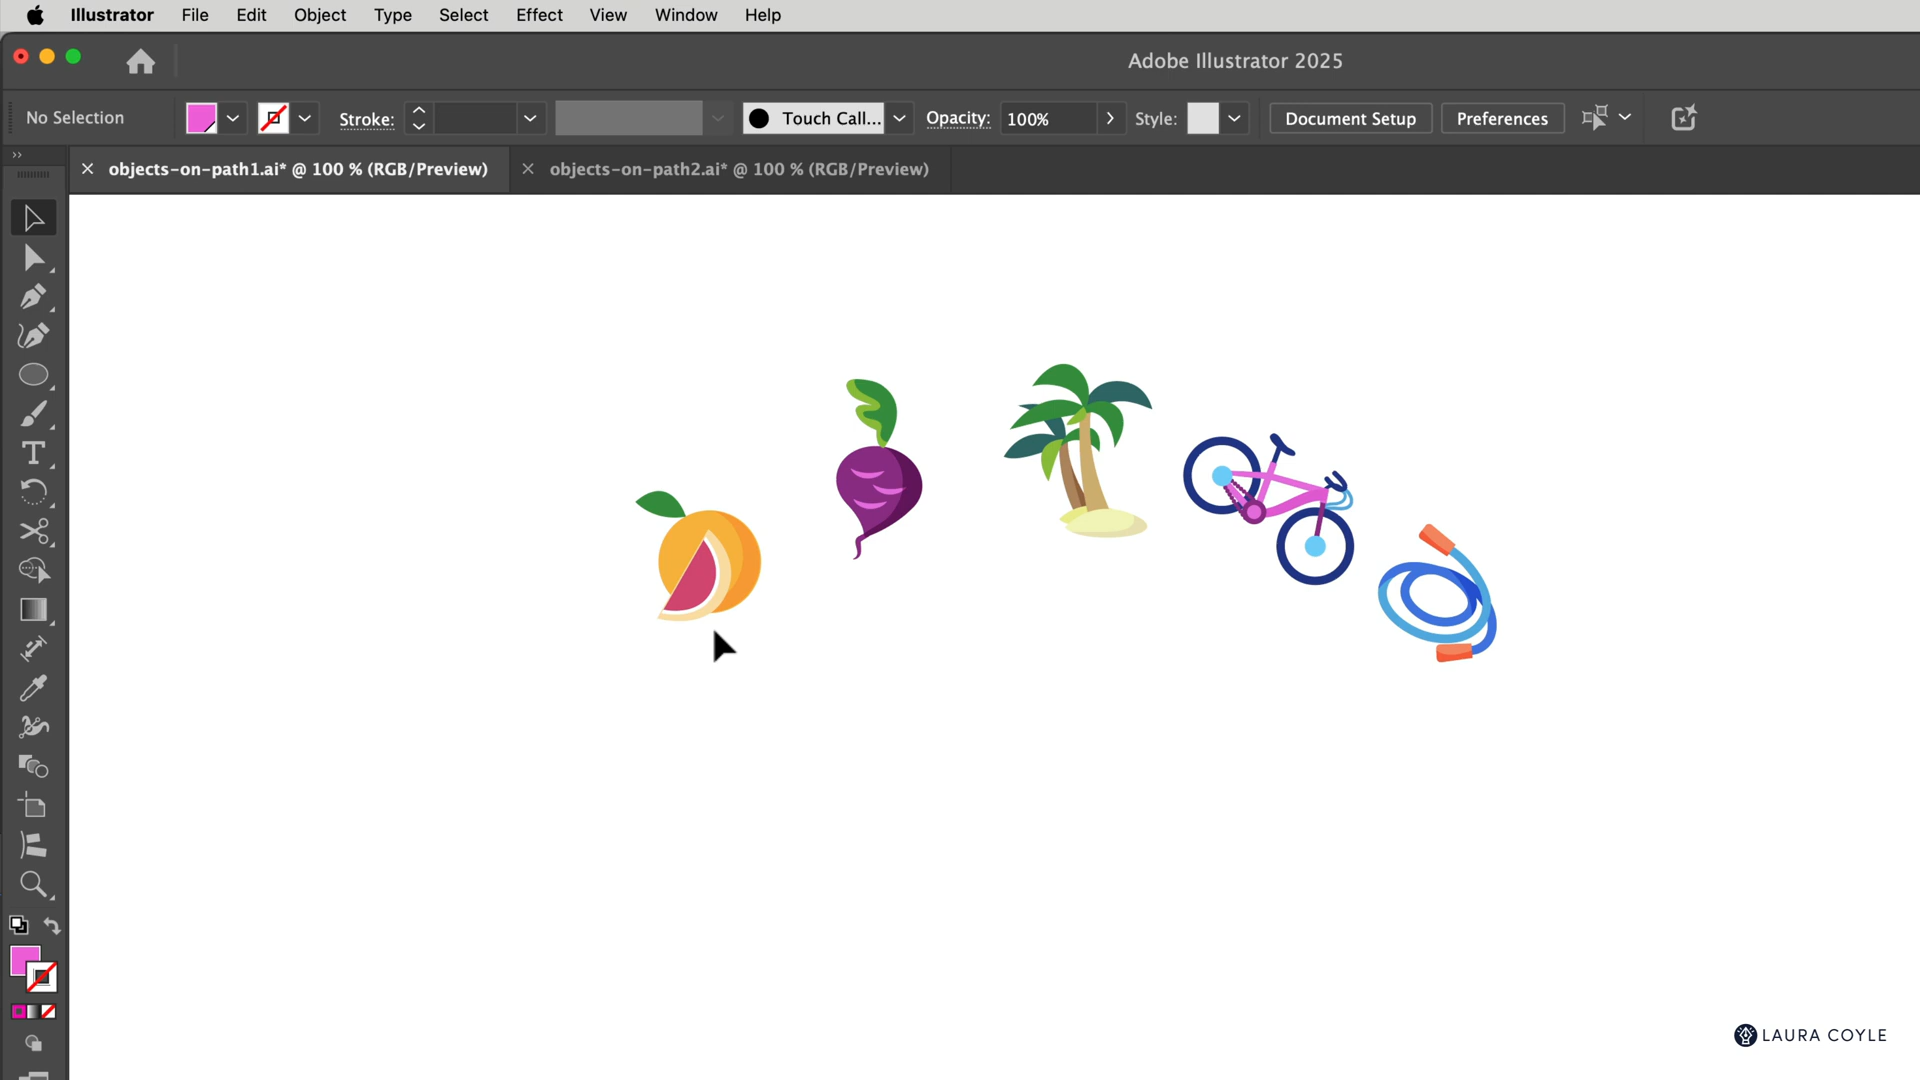 Illustrator File Edit Object Type Select Effect View Window Help
Adobe Illustrator 2025
No Selection Stroke: Touch Call... Opacity: 100% Style: Document Setup Preferences
objects-on-path1.ai* @ 100 % (RGB/Preview) objects-on-path2.ai* @ 100 % (RGB/Preview)
LAURA COYLE